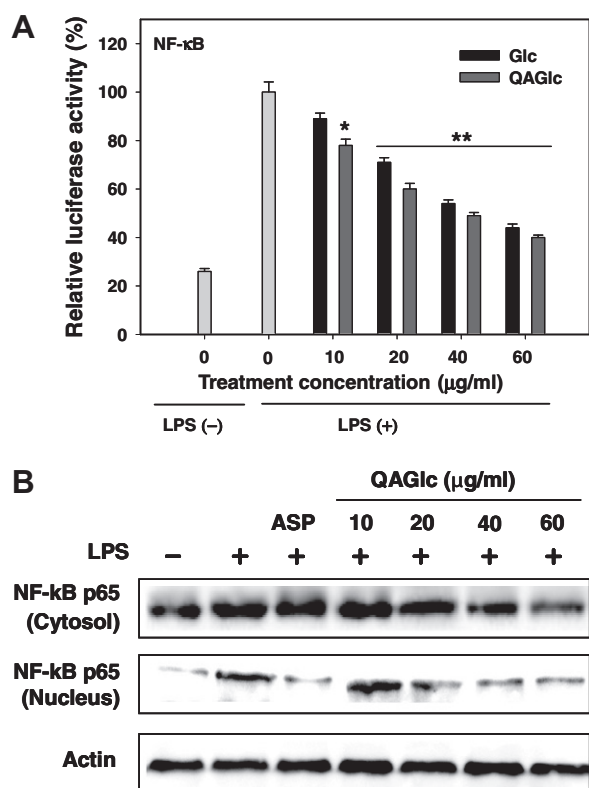 A
Relative luciferase activity (%)
120
100
80
60
40
20
0
NF-κB
Glc
QAGlc
*
**
0 0 10 20 40 60
Treatment concentration (μg/ml)
LPS (–) LPS (+)
B
QAGlc (μg/ml)
ASP 10 20 40 60
LPS – + + + + + +
NF-kB p65
(Cytosol)
NF-kB p65
(Nucleus)
Actin